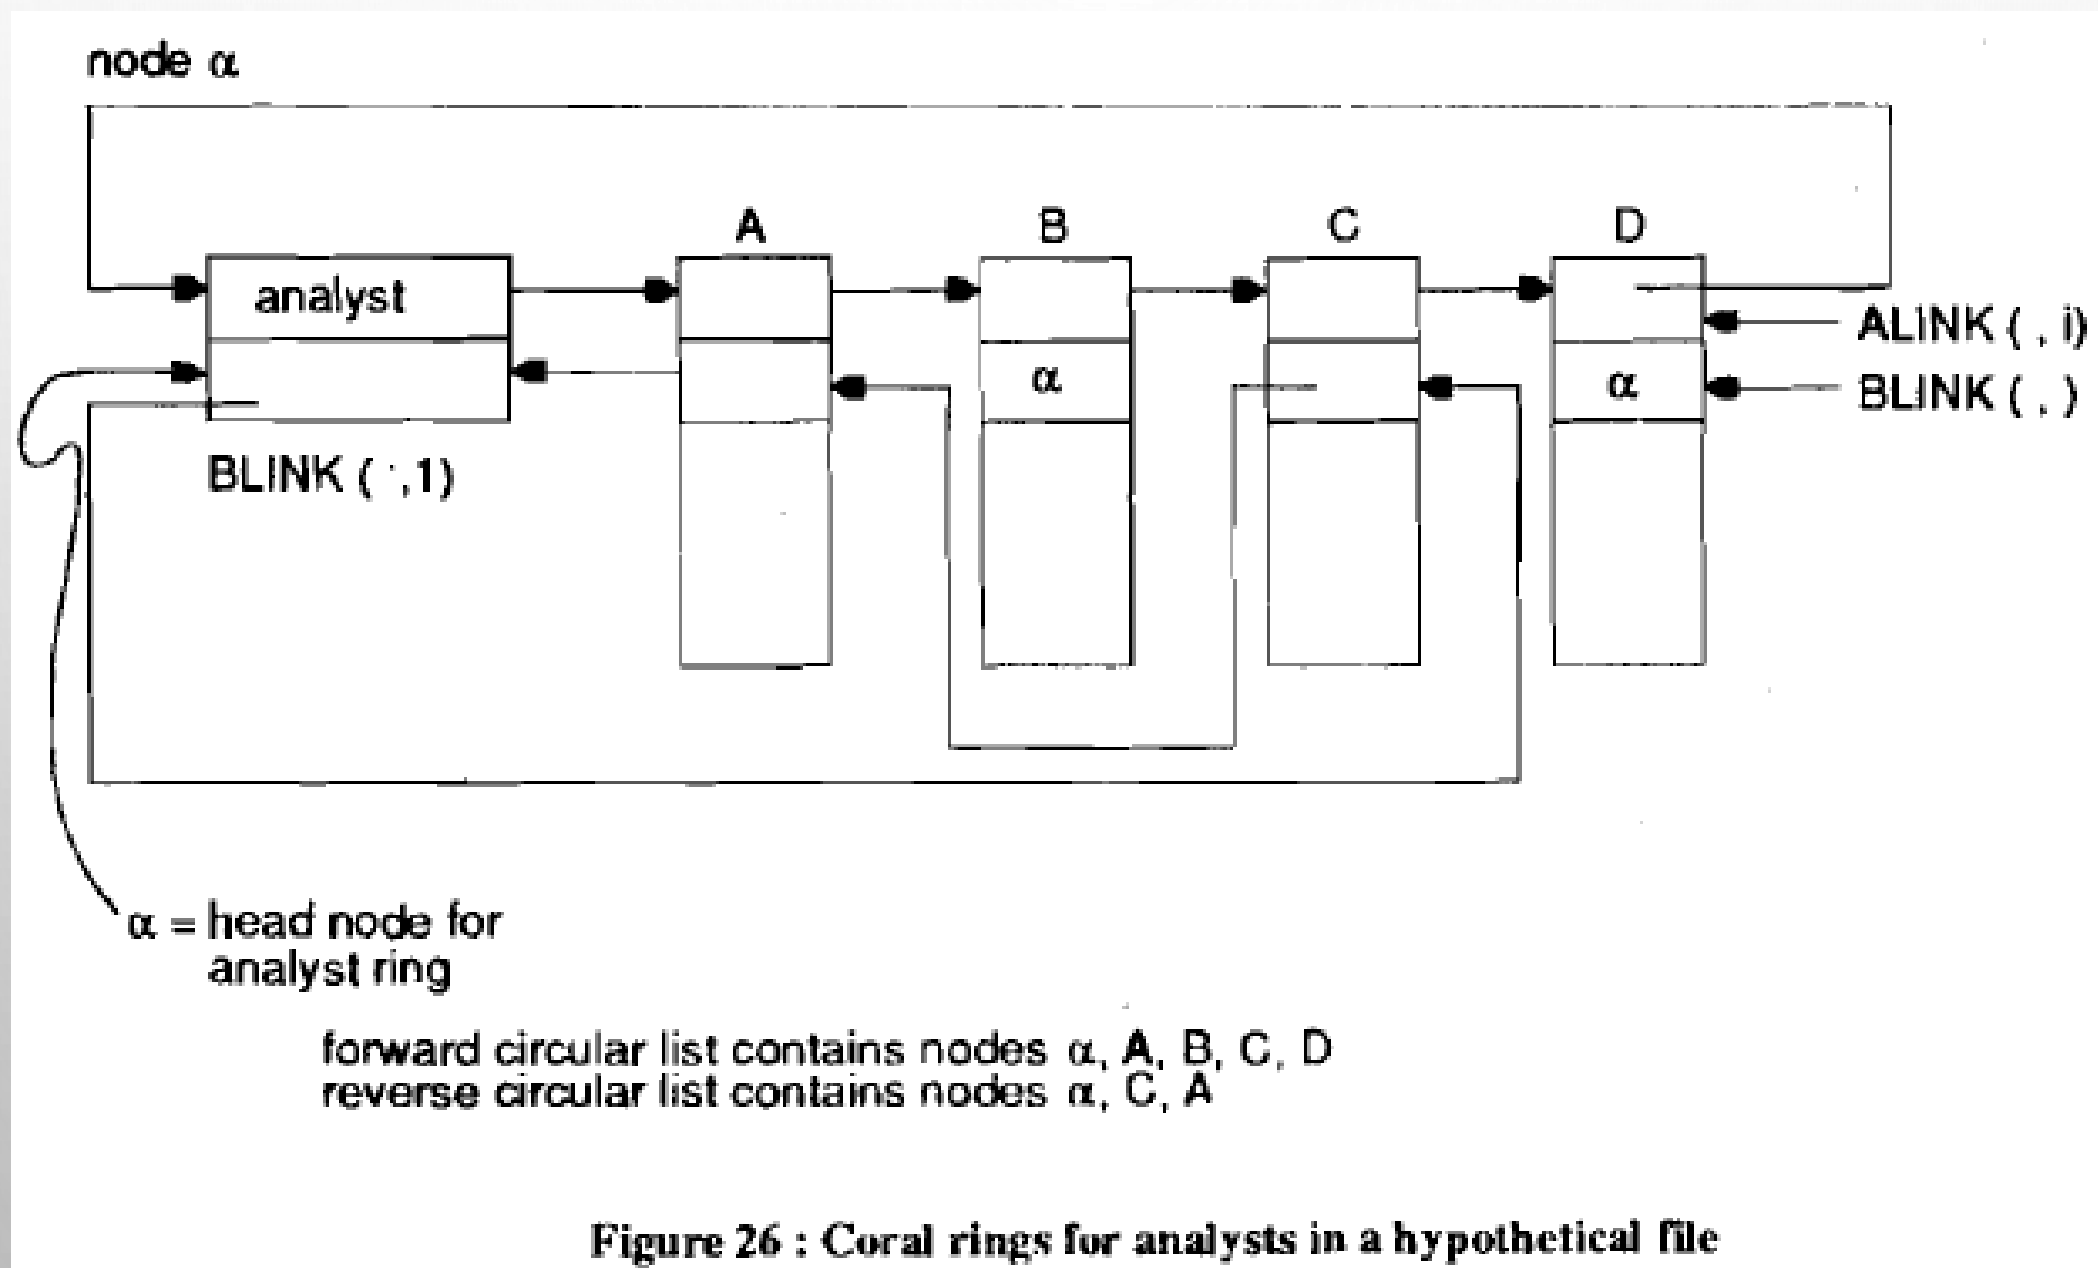 node α
A
B
C
D
analyst
α
α
ALINK ( , i)
BLINK ( , )
BLINK ( ,1)
α = head node for
analyst ring
forward circular list contains nodes α, A, B, C, D
reverse circular list contains nodes α, C, A
Figure 26 : Coral rings for analysts in a hypothetical file